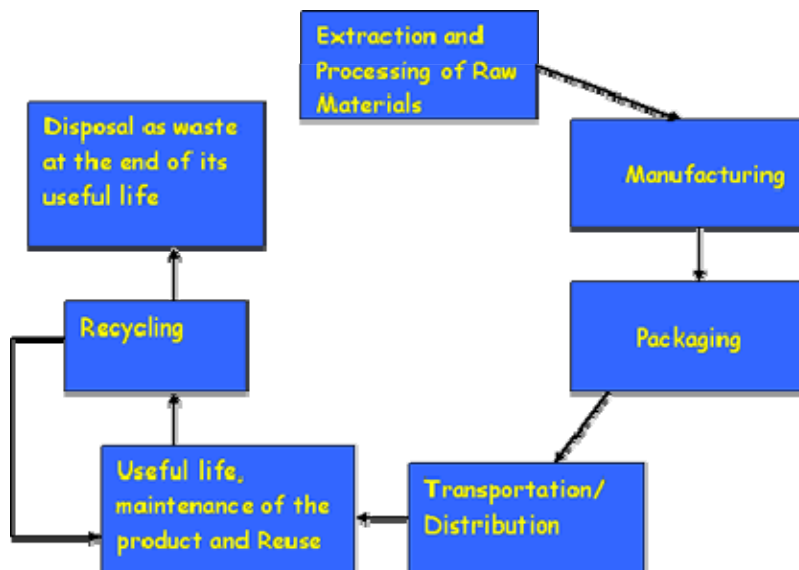 Extraction and
Processing of Raw
Materials
Manufacturing
Packaging
Transportation/
Distribution
Useful life,
maintenance of the
product and Reuse
Recycling
Disposal as waste
at the end of its
useful life